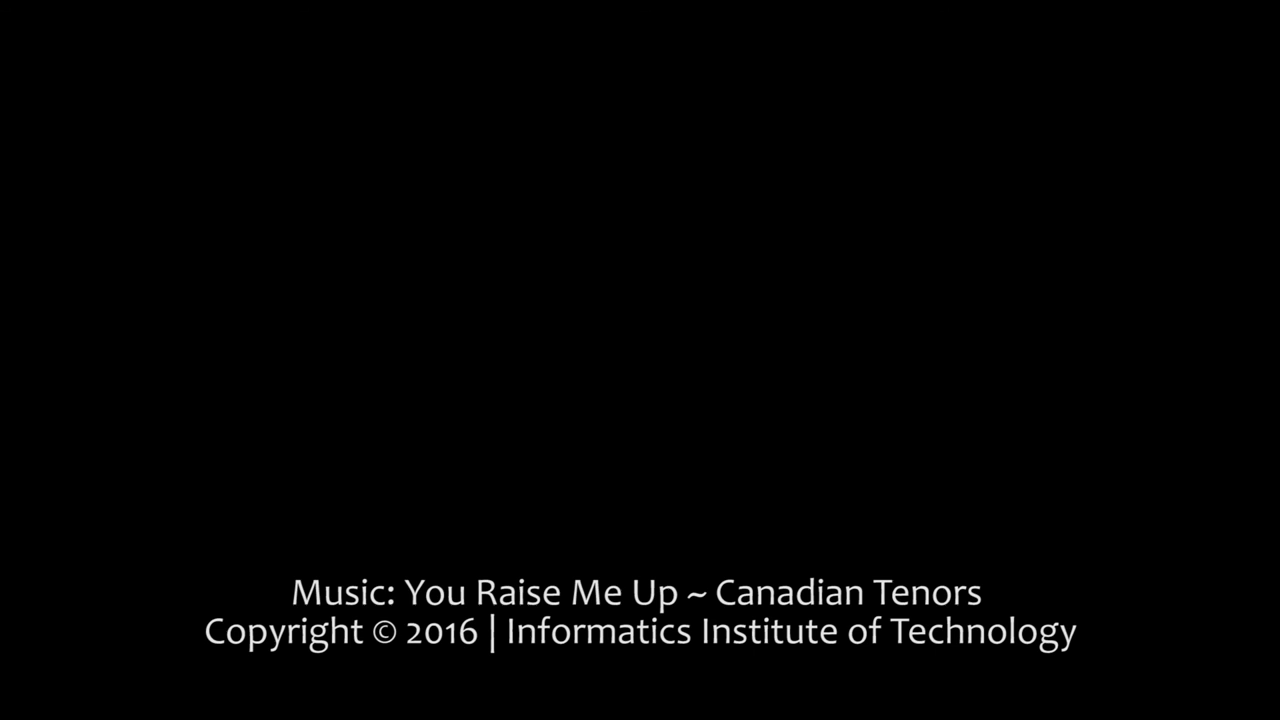 Music: You Raise Me Up ~ Canadian Tenors
Copyright © 2016 | Informatics Institute of Technology